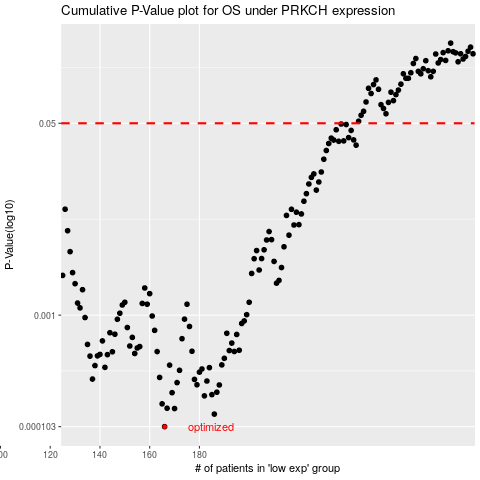 Cumulative P-Value plot for OS under PRKCH expression
P-Value(log10)
0.05
0.001
0.000103
optimized
00 120 140 160 180
# of patients in 'low exp' group